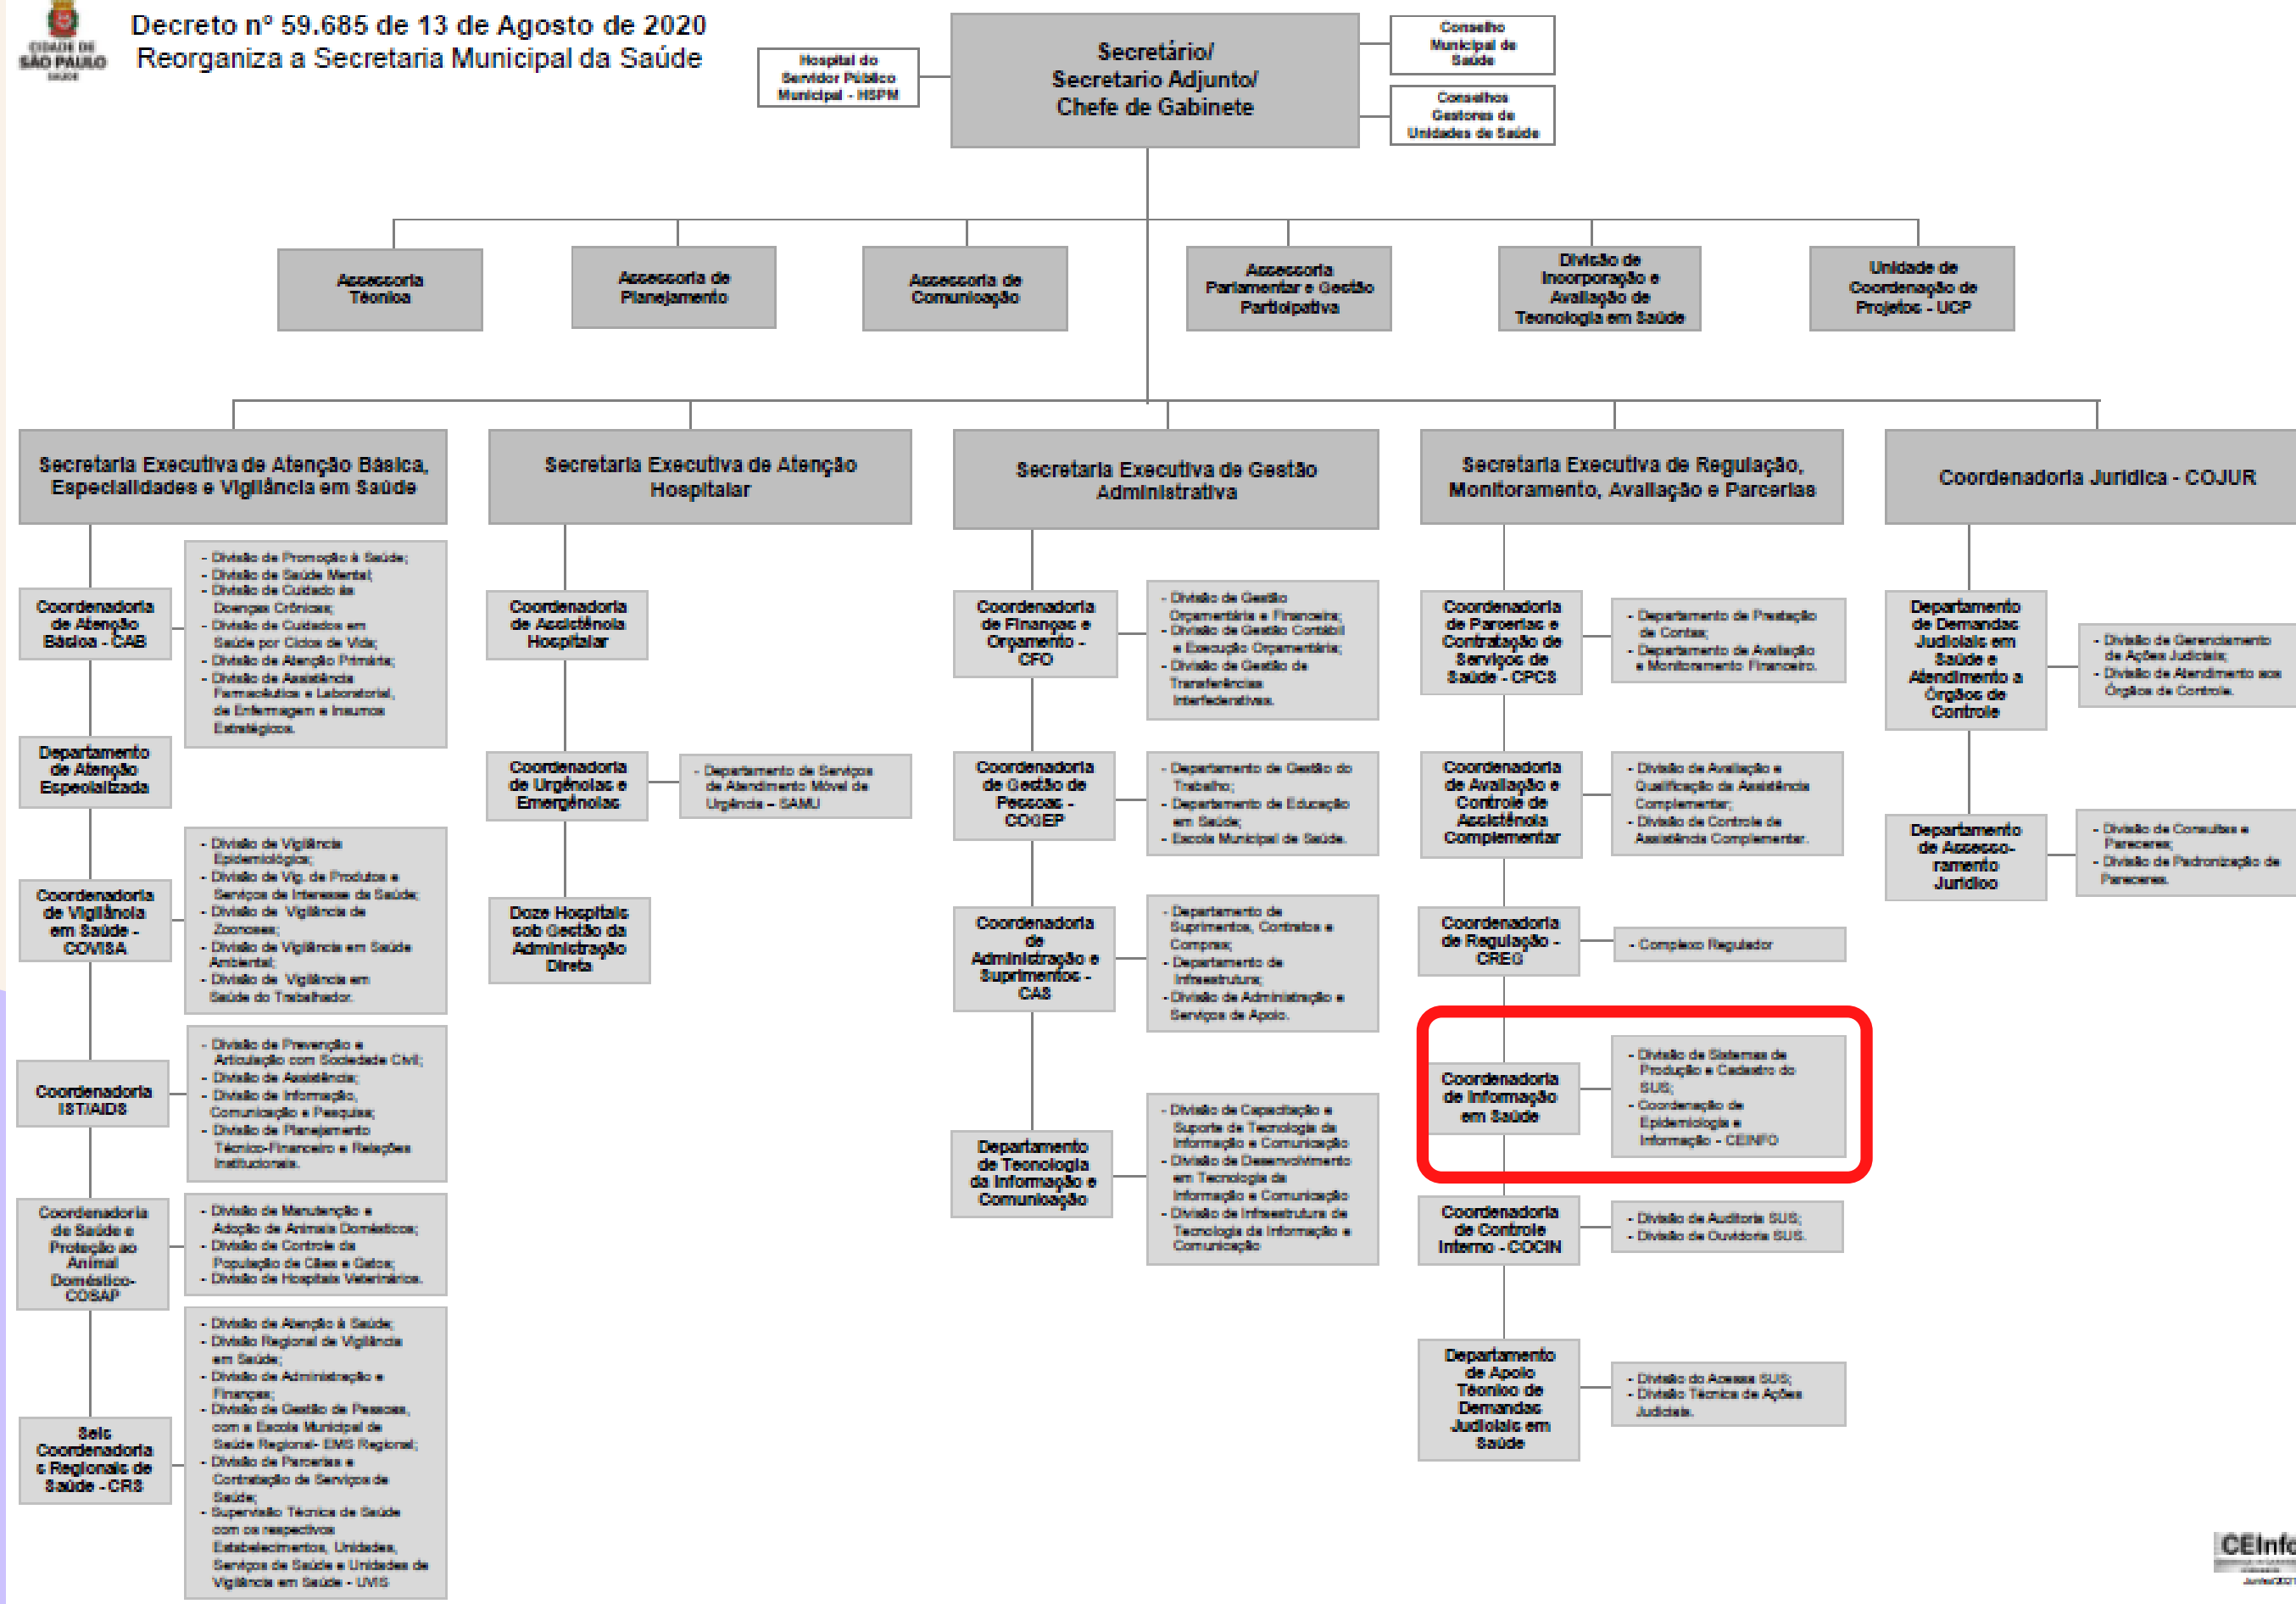 CIDADE DE
SÃO PAULO
SAÚDE
Decreto nº 59.685 de 13 de Agosto de 2020
Reorganiza a Secretaria Municipal da Saúde
Hospital do
Servidor Público
Municipal - HSPM
Secretário/
Secretario Adjunto/
Chefe de Gabinete
Conselho
Municipal de
Saúde
Conselhos
Gestores de
Unidades de Saúde
Assessoria
Técnica
Assessoria de
Planejamento
Assessoria de
Comunicação
Assessoria
Parlamentar e Gestão
Participativa
Divisão de
Incorporação e
Avaliação de
Tecnologia em Saúde
Unidade de
Coordenação de
Projetos - UCP
Secretaria Executiva de Atenção Básica,
Especialidades e Vigilância em Saúde
Coordenadoria
de Atenção
Básica - CAB
- Divisão de Promoção à Saúde;
- Divisão de Saúde Mental;
- Divisão de Cuidado às
Doenças Crônicas;
- Divisão de Cuidados em
Saúde por Ciclos de Vida;
- Divisão de Atenção Primária;
- Divisão de Assistência
Farmacêutica e Laboratorial,
de Enfermagem e Insumos
Estratégicos.
Departamento
de Atenção
Especializada
Coordenadoria
de Vigilância
em Saúde -
COVISA
- Divisão de Vigilância
Epidemiológica;
- Divisão de Vig. de Produtos e
Serviços de Interesse da Saúde;
- Divisão de Vigilância de
Zoonoses;
- Divisão de Vigilância em Saúde
Ambiental;
- Divisão de Vigilância em
Saúde do Trabalhador.
Coordenadoria
IST/AIDS
- Divisão de Prevenção e
Articulação com Sociedade Civil;
- Divisão de Assistência;
- Divisão de Informação,
Comunicação e Pesquisa;
- Divisão de Planejamento
Técnico-Financeiro e Relações
Institucionais.
Coordenadoria
de Saúde e
Proteção ao
Animal
Doméstico-
COSAP
- Divisão de Manutenção e
Adoção de Animais Domésticos;
- Divisão de Controle da
População de Cães e Gatos;
- Divisão de Hospitais Veterinários.
Seis
Coordenadoria
s Regionais de
Saúde - CRS
- Divisão de Atenção à Saúde;
- Divisão Regional de Vigilância
em Saúde;
- Divisão de Administração e
Finanças;
- Divisão de Gestão de Pessoas,
com a Escola Municipal de
Saúde Regional- EMS Regional;
- Divisão de Parcerias e
Contratação de Serviços de
Saúde;
- Supervisão Técnica de Saúde
com os respectivos
Estabelecimentos, Unidades,
Serviços de Saúde e Unidades de
Vigilância em Saúde - UVIS
Secretaria Executiva de Atenção
Hospitalar
Coordenadoria
de Assistência
Hospitalar
Coordenadoria
de Urgências e
Emergências
- Departamento de Serviços
de Atendimento Móvel de
Urgência – SAMU
Doze Hospitais
sob Gestão da
Administração
Direta
Secretaria Executiva de Gestão
Administrativa
Coordenadoria
de Finanças e
Orçamento -
CFO
- Divisão de Gestão
Orçamentária e Financeira;
- Divisão de Gestão Contábil
e Execução Orçamentária;
- Divisão de Gestão de
Transferências
Interfederativas.
Coordenadoria
de Gestão de
Pessoas -
COGEP
- Departamento de Gestão do
Trabalho;
- Departamento de Educação
em Saúde;
- Escola Municipal de Saúde.
Coordenadoria
de
Administração e
Suprimentos -
CAS
- Departamento de
Suprimentos, Contratos e
Compras;
- Departamento de
Infraestrutura;
- Divisão de Administração e
Serviços de Apoio.
Departamento
de Tecnologia
da Informação e
Comunicação
- Divisão de Capacitação e
Suporte de Tecnologia da
Informação e Comunicação
- Divisão de Desenvolvimento
em Tecnologia da
Informação e Comunicação
- Divisão de Infraestrutura de
Tecnologia da Informação e
Comunicação
Secretaria Executiva de Regulação,
Monitoramento, Avaliação e Parcerias
Coordenadoria
de Parcerias e
Contratação de
Serviços de
Saúde - CPCS
- Departamento de Prestação
de Contas;
- Departamento de Avaliação
e Monitoramento Financeiro.
Coordenadoria
de Avaliação e
Controle de
Assistência
Complementar
- Divisão de Avaliação e
Qualificação da Assistência
Complementar;
- Divisão de Controle de
Assistência Complementar.
Coordenadoria
de Regulação -
CREG
- Complexo Regulador
Coordenadoria
de Informação
em Saúde
- Divisão de Sistemas de
Produção e Cadastro do
SUS;
- Coordenação de
Epidemiologia e
Informação - CEINFO
Coordenadoria
de Controle
Interno - COCIN
- Divisão de Auditoria SUS;
- Divisão de Ouvidoria SUS.
Departamento
de Apoio
Técnico de
Demandas
Judiciais em
Saúde
- Divisão do Acessa SUS;
- Divisão Técnica de Ações
Judiciais.
Coordenadoria Jurídica - COJUR
Departamento
de Demandas
Judiciais em
Saúde e
Atendimento a
Órgãos de
Controle
- Divisão de Gerenciamento
de Ações Judiciais;
- Divisão de Atendimento aos
Órgãos de Controle.
Departamento
de Assesso-
ramento
Jurídico
- Divisão de Consultas e
Pareceres;
- Divisão de Padronização de
Pareceres.
CEInfo
Junho/2021